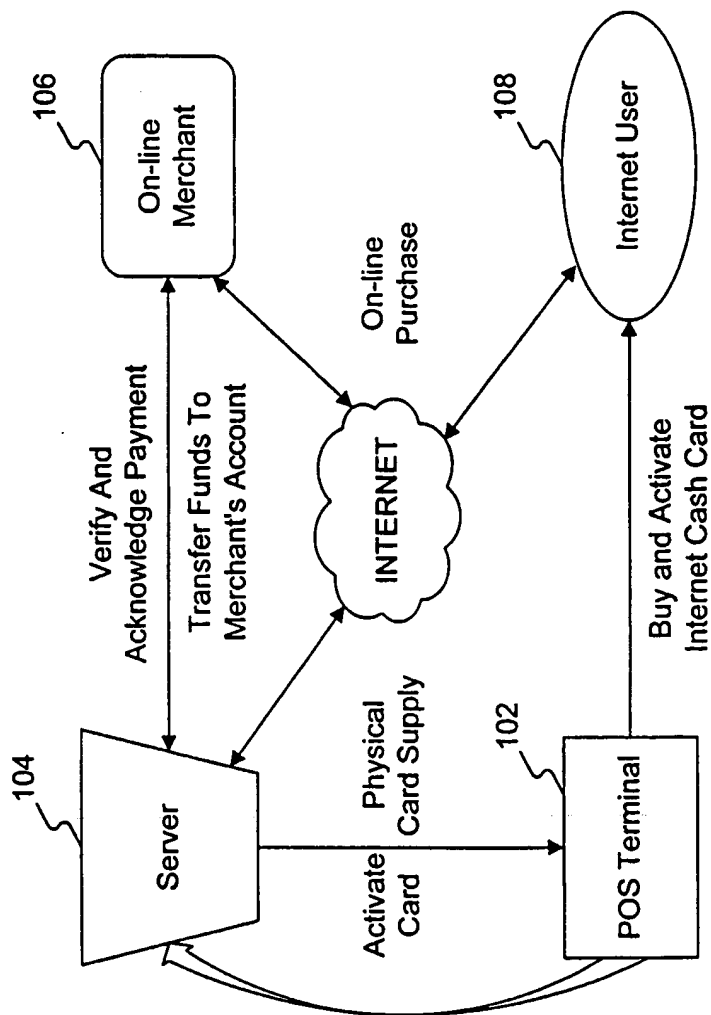 104
Server
Verify And
Acknowledge Payment
Transfer Funds To
Merchant's Account
106
On-line
Merchant
Activate
Card
Physical
Card Supply
INTERNET
On-line
Purchase
102
POS Terminal
Buy and Activate
Internet Cash Card
108
Internet User